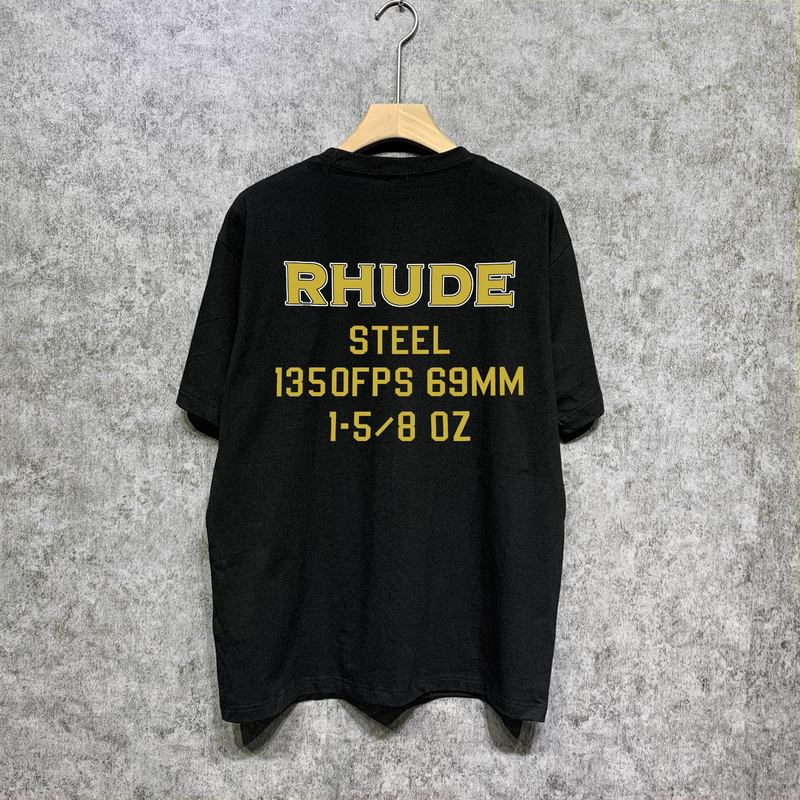 RHUDE
STEEL
1350FPS 69MM
1-5/8 OZ